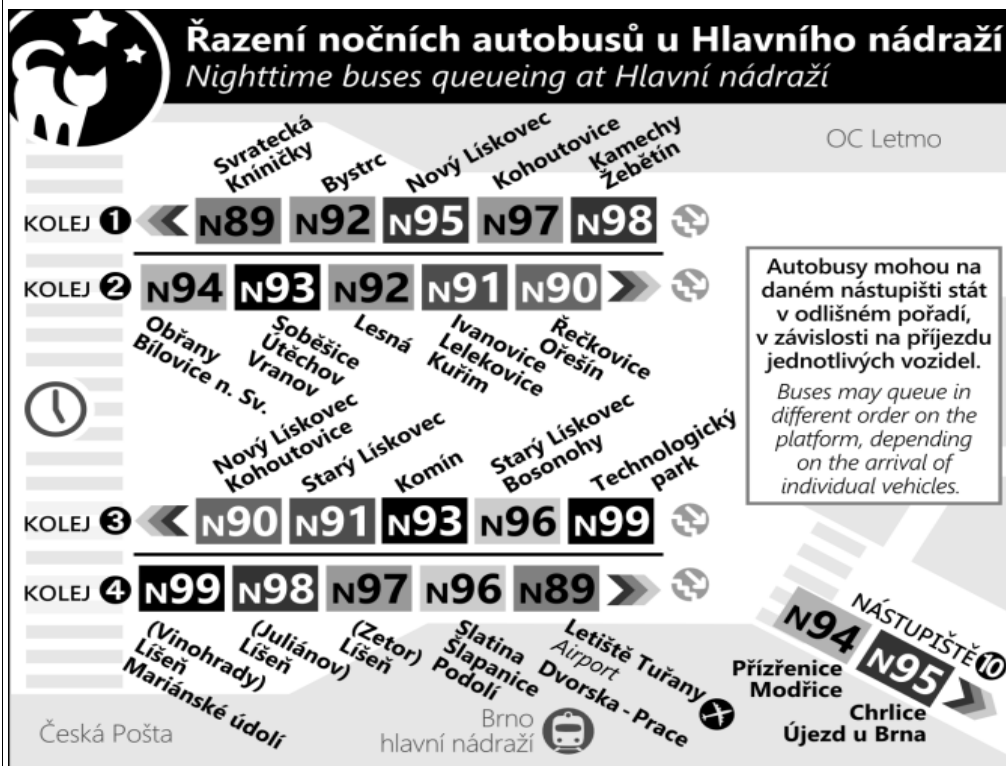 Řazení nočních autobusů u Hlavního nádraží
Nighttime buses queueing at Hlavní nádraží
OC Letmo
Svratecká
Kníničky
Bystrc
Nový Lískovec
Kohoutovice
Kamechy
Žebětín
KOLEJ 1 N89 N92 N95 N97 N98
KOLEJ 2 N94 N93 N92 N91 N90
Obřany
Bílovice n. Sv.
Soběšice
Útěchov
Vranov
Lesná
Ivanovice
Lelekovice
Kuřim
Řečkovice
Ořešín
Autobusy mohou na
daném nástupišti stát
v odlišném pořadí,
v závislosti na příjezdu
jednotlivých vozidel.
Buses may queue in
different order on the
platform, depending
on the arrival of
individual vehicles.
Nový Lískovec
Kohoutovice
Starý Lískovec
Komín
Starý Lískovec
Bosonohy
Technologický
park
KOLEJ 3 N90 N91 N93 N96 N99
KOLEJ 4 N99 N98 N97 N96 N89
(Vinohrady)
Líšeň
Mariánské údolí
(Juliánov)
Líšeň
(Zetor)
Líšeň
Slatina
Šlapanice
Podolí
Letiště Tuřany
Airport
Dvorska - Prace
NÁSTUPIŠTĚ 10
N94 N95
Přízřenice
Modřice
Chrlice
Újezd u Brna
Česká Pošta
Brno
hlavní nádraží